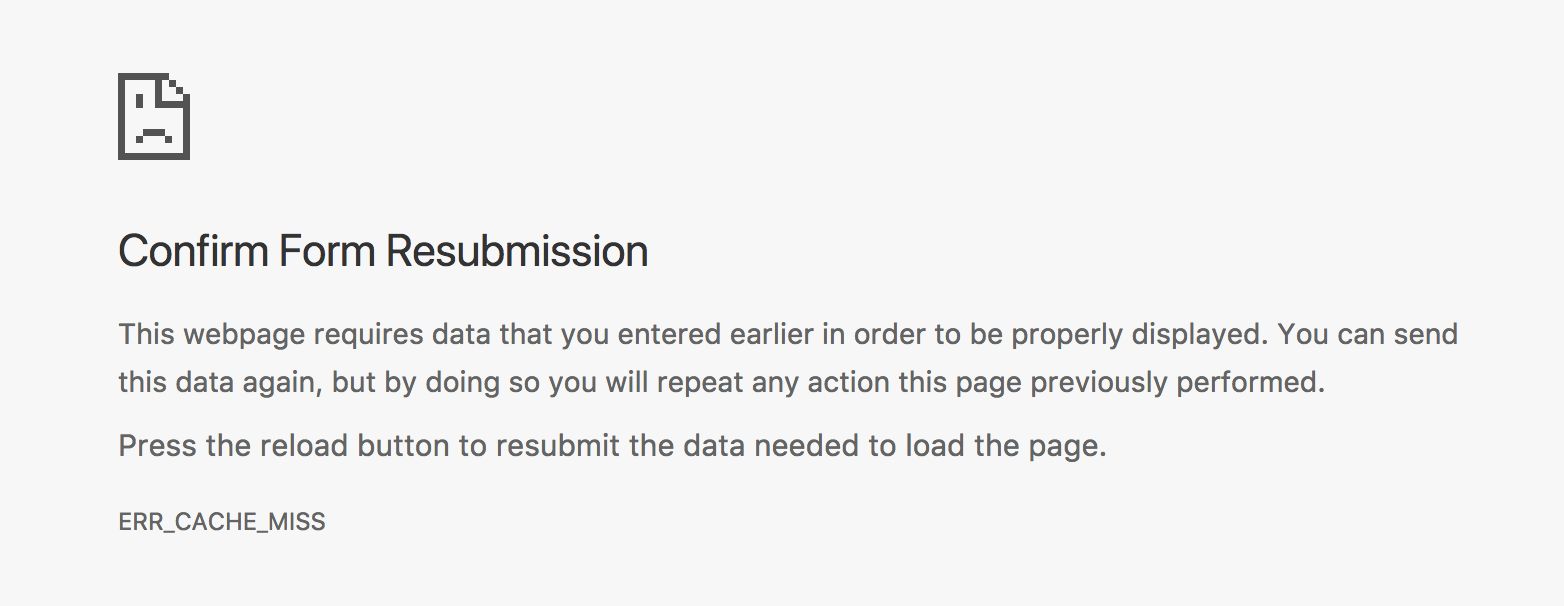 Confirm Form Resubmission
This webpage requires data that you entered earlier in order to be properly displayed. You can send
this data again, but by doing so you will repeat any action this page previously performed.
Press the reload button to resubmit the data needed to load the page.
ERR_CACHE_MISS